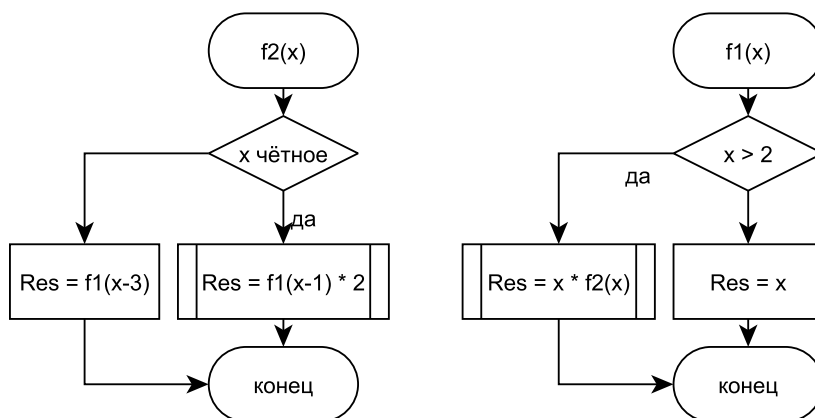 f2(x)
x чётное
да
Res = f1(x-3)
Res = f1(x-1) * 2
конец
f1(x)
x > 2
да
Res = x * f2(x)
Res = x
конец